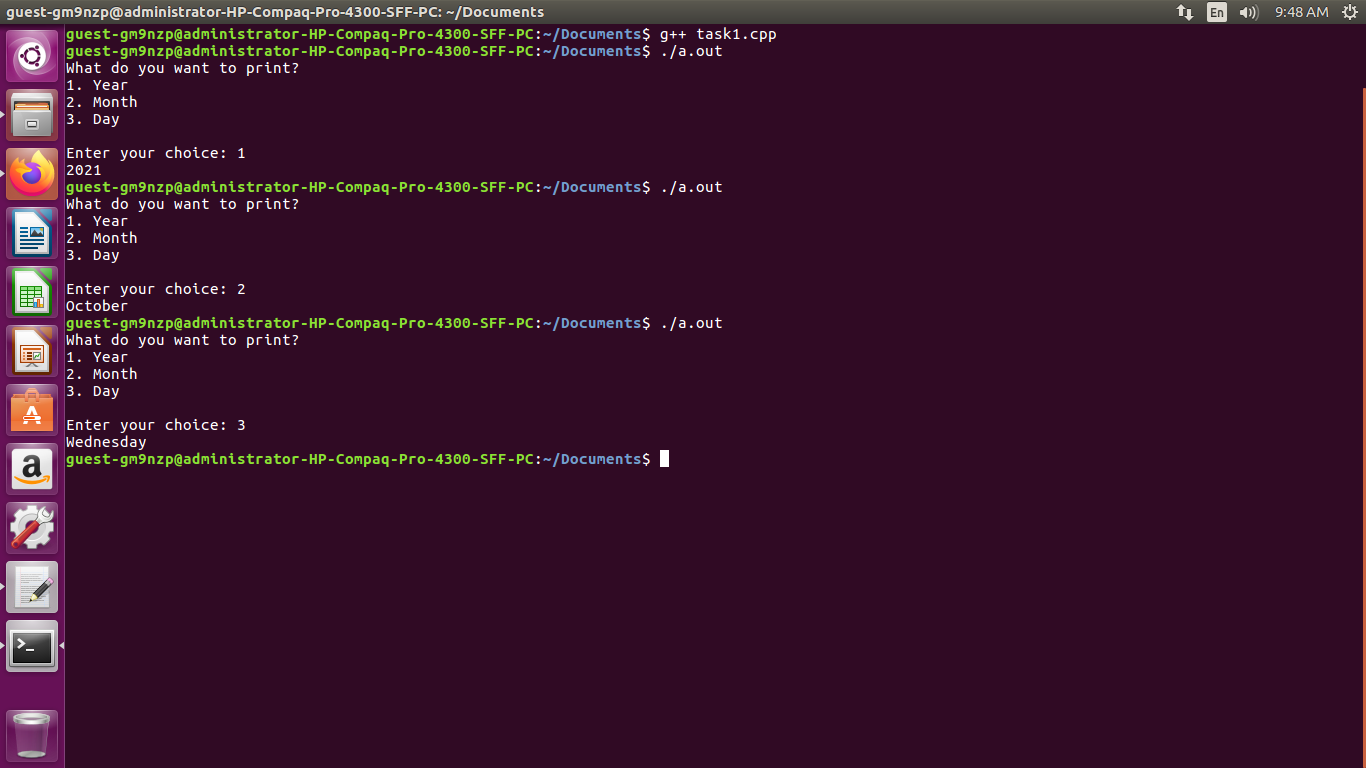 guest-gm9nzp@administrator-HP-Compaq-Pro-4300-SFF-PC: ~/Documents En 9:48 AM
guest-gm9nzp@administrator-HP-Compaq-Pro-4300-SFF-PC:~/Documents$ g++ task1.cpp
guest-gm9nzp@administrator-HP-Compaq-Pro-4300-SFF-PC:~/Documents$ ./a.out
What do you want to print?
1. Year
2. Month
3. Day
Enter your choice: 1
2021
guest-gm9nzp@administrator-HP-Compaq-Pro-4300-SFF-PC:~/Documents$ ./a.out
What do you want to print?
1. Year
2. Month
3. Day
Enter your choice: 2
October
guest-gm9nzp@administrator-HP-Compaq-Pro-4300-SFF-PC:~/Documents$ ./a.out
What do you want to print?
1. Year
2. Month
3. Day
Enter your choice: 3
Wednesday
guest-gm9nzp@administrator-HP-Compaq-Pro-4300-SFF-PC:~/Documents$